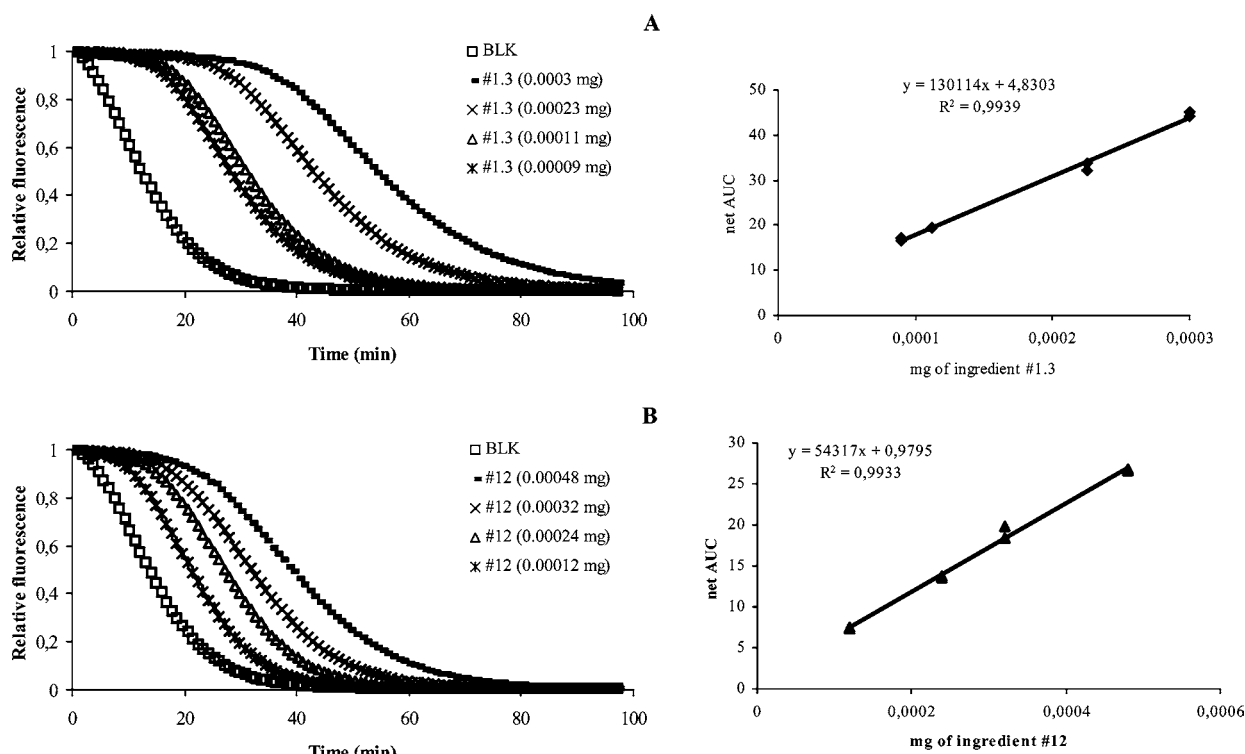 A
Relative fluorescence
1
0,8
0,6
0,4
0,2
0
0 20 40 60 80 100
Time (min)
BLK
#1.3 (0.0003 mg)
#1.3 (0.00023 mg)
#1.3 (0.00011 mg)
#1.3 (0.00009 mg)
y = 130114x + 4,8303
R² = 0,9939
net AUC
50
40
30
20
10
0
0 0,0001 0,0002 0,0003
mg of ingredient #1.3
B
Relative fluorescence
1
0,8
0,6
0,4
0,2
0
0 20 40 60 80 100
Time (min)
BLK
#12 (0.00048 mg)
#12 (0.00032 mg)
#12 (0.00024 mg)
#12 (0.00012 mg)
y = 54317x + 0,9795
R² = 0,9933
net AUC
30
25
20
15
10
5
0
0 0,0002 0,0004 0,0006
mg of ingredient #12